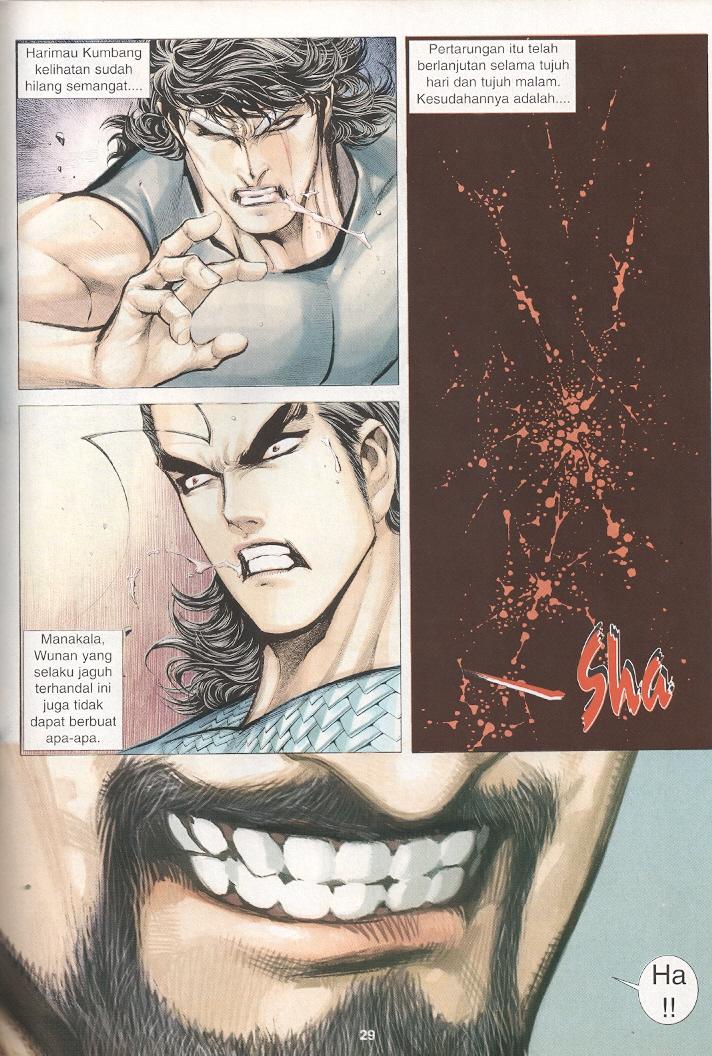 Harimau Kumbang
kelihatan sudah
hilang semangat....
Pertarungan itu telah
berlanjutan selama tujuh
hari dan tujuh malam.
Kesudahannya adalah....
Manakala,
Wunan yang
selaku jaguh
terhandal ini
juga tidak
dapat berbuat
apa-apa.
Sha
Ha
!!
29